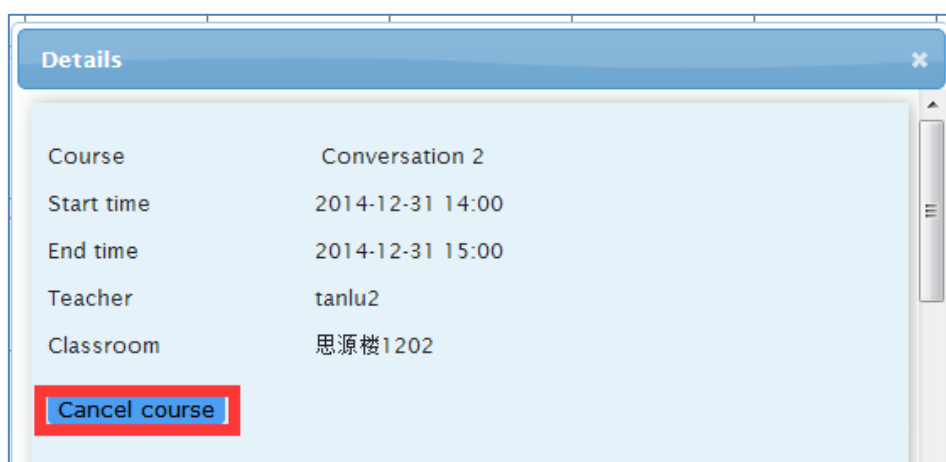 Details
Course Conversation 2
Start time 2014-12-31 14:00
End time 2014-12-31 15:00
Teacher tanlu2
Classroom 思源楼1202
Cancel course